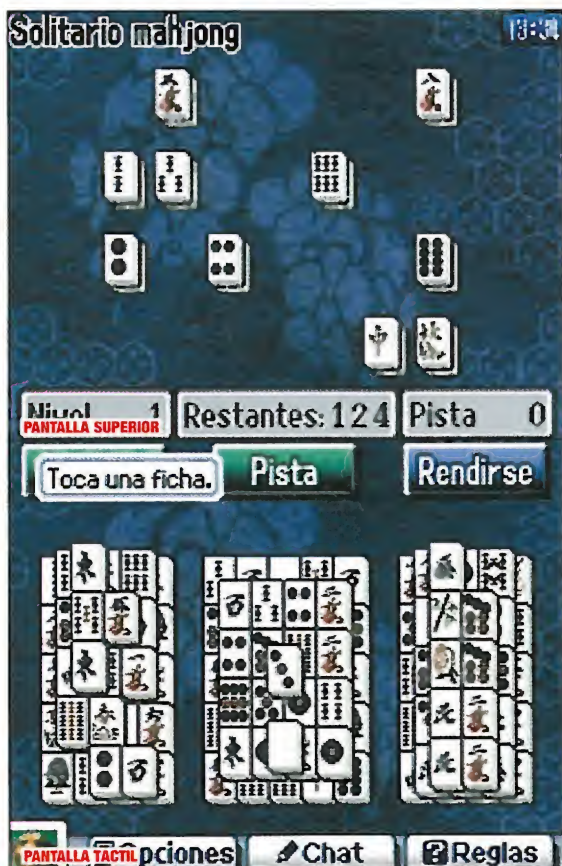 Solitario mahjong
Nivel 1 Restantes: 124 Pista 0
PANTALLA SUPERIOR
Toca una ficha. Pista Rendirse
PANTALLA TACTIL
Opciones Chat Reglas